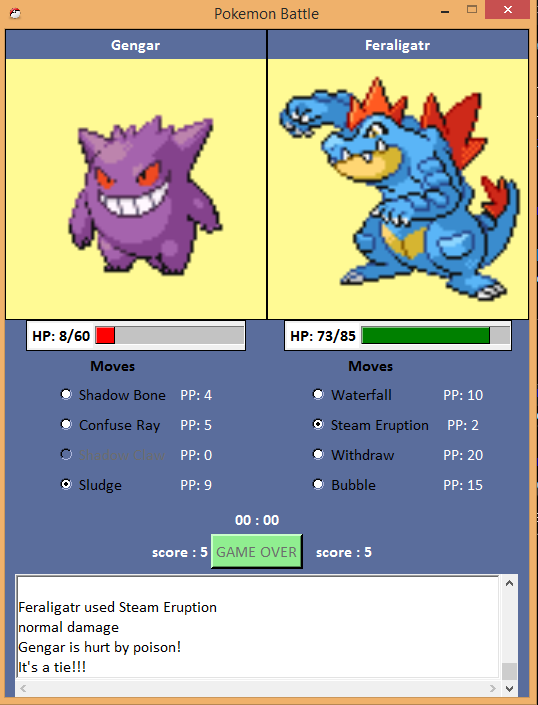 Pokemon Battle
Gengar Feraligatr
HP: 8/60 HP: 73/85
Moves Moves
Shadow Bone PP: 4 Waterfall PP: 10
Confuse Ray PP: 5 Steam Eruption PP: 2
PP: 0 Withdraw PP: 20
Sludge PP: 9 Bubble PP: 15
00 : 00
score : 5 GAME OVER score : 5
Feraligatr used Steam Eruption
normal damage
Gengar is hurt by poison!
It's a tie!!!